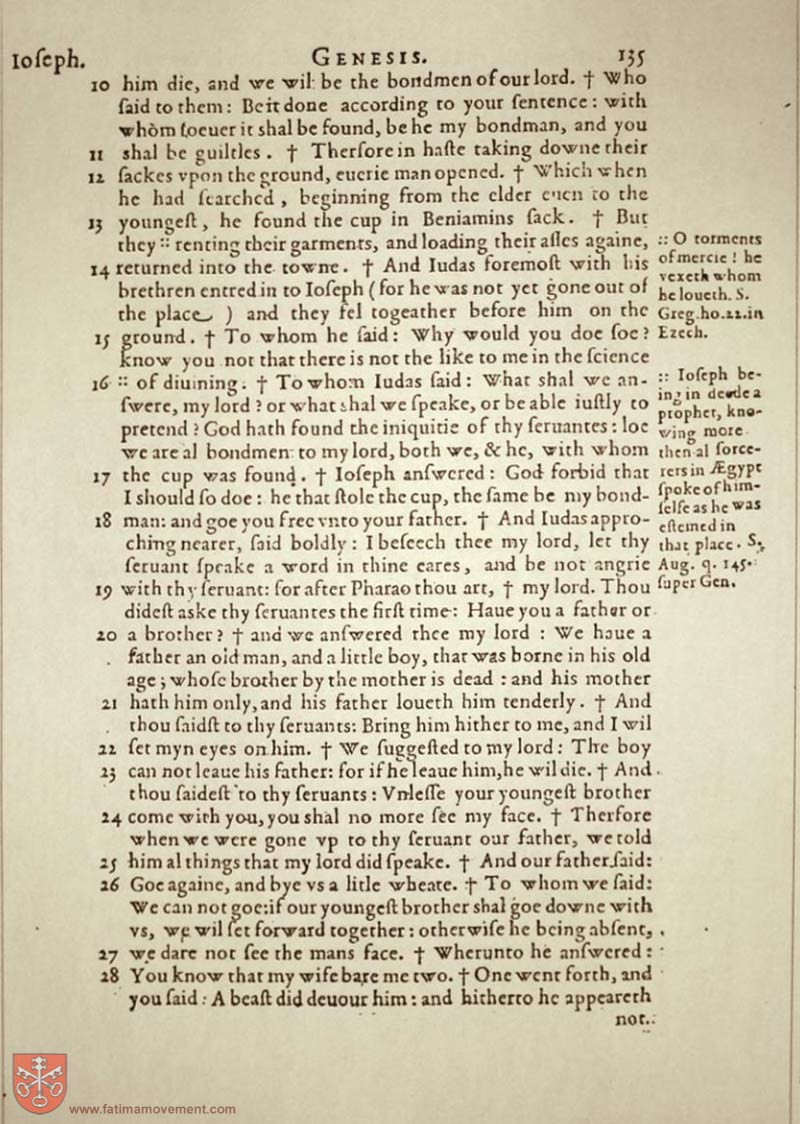 Ioſeph.
GENESIS.
135
10 him die, and we wil be the bondmen of our lord. † Who
ſaid to them: Be it done according to your ſentence: with
whõm ſoeuer it shal be found, be he my bondman, and you
11 shal be guiltles. † Therfore in haſte taking downe their
12 ſackes vpon the ground, euerie man opened. † Which when
he had ſearched, beginning from the elder euen to the
13 youngeſt, he found the cup in Beniamins ſack. † But
they :: renting their garments, and loading their aſſes againe,
14 returned into the towne. † And Iudas foremoſt with his
brethren entred in to Ioſeph (for he was not yet gone out of
the place) and they fel togeather before him on the
15 ground. † To whom he ſaid: Why would you doe ſoe?
know you not that there is not the like to me in the ſcience
16 :: of diuining. † To whom Iudas ſaid: What shal we an-
ſwere, my lord? or what shal we ſpeake, or be able iuſtly to
pretend? God hath found the iniquitie of thy ſeruantes: loe
we are al bondmen to my lord, both we, & he, with whom
17 the cup was found. † Ioſeph anſwered: God forbid that
I should ſo doe: he that ſtole the cup, the ſame be my bond-
18 man: and goe you free vnto your father. † And Iudas appro-
ching nearer, ſaid boldly: I beſeech thee my lord, let thy
ſeruant ſpeake a word in thine eares, and be not angrie
19 with thy ſeruant: for after Pharao thou art, † my lord. Thou
dideſt aske thy ſeruantes the firſt time: Haue you a father or
20 a brother? † and we anſwered thee my lord: We haue a
father an old man, and a little boy, that was borne in his old
age; whoſe brother by the mother is dead: and his mother
21 hath him only, and his father loueth him tenderly. † And
thou ſaidſt to thy ſeruants: Bring him hither to me, and I wil
22 ſet myn eyes on him. † We ſuggeſted to my lord: The boy
23 can not leaue his father: for if he leaue him, he wil die. † And
thou ſaideſt to thy ſeruants: Vnleſſe your youngeſt brother
24 come with you, you shal no more ſee my face. † Therfore
when we were gone vp to thy ſeruant our father, we told
25 him al things that my lord did ſpeake. † And our father ſaid:
26 Goe againe, and bye vs a litle wheate. † To whom we ſaid:
We can not goe: if our youngeſt brother shal goe downe with
vs, we wil ſet forward together: otherwiſe he being abſent,
27 we dare not ſee the mans face. † Wherunto he anſwered:
28 You know that my wife bare me two. † One went forth, and
you ſaid: A beaſt did deuour him: and hitherto he appeareth
not.
:: O torments
of mercie! he
vexeth whom
he loueth. S.
Greg. ho. 22. in
Ezech.
:: Ioſeph be-
ing in deede a
prophet, kno-
wing more
then al ſorce-
rers in Ægypt
ſpoke of him-
ſelfe as he was
eſtemed in
that place. S.
Aug. q. 145.
ſuper Gen.
www.fatimamovement.com